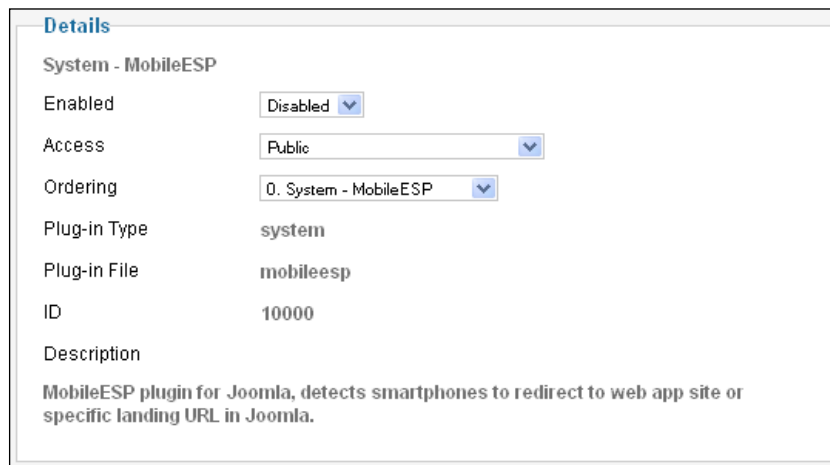 Details
System - MobileESP
Enabled Disabled
Access Public
Ordering 0. System - MobileESP
Plug-in Type system
Plug-in File mobileesp
ID 10000
Description
MobileESP plugin for Joomla, detects smartphones to redirect to web app site or
specific landing URL in Joomla.